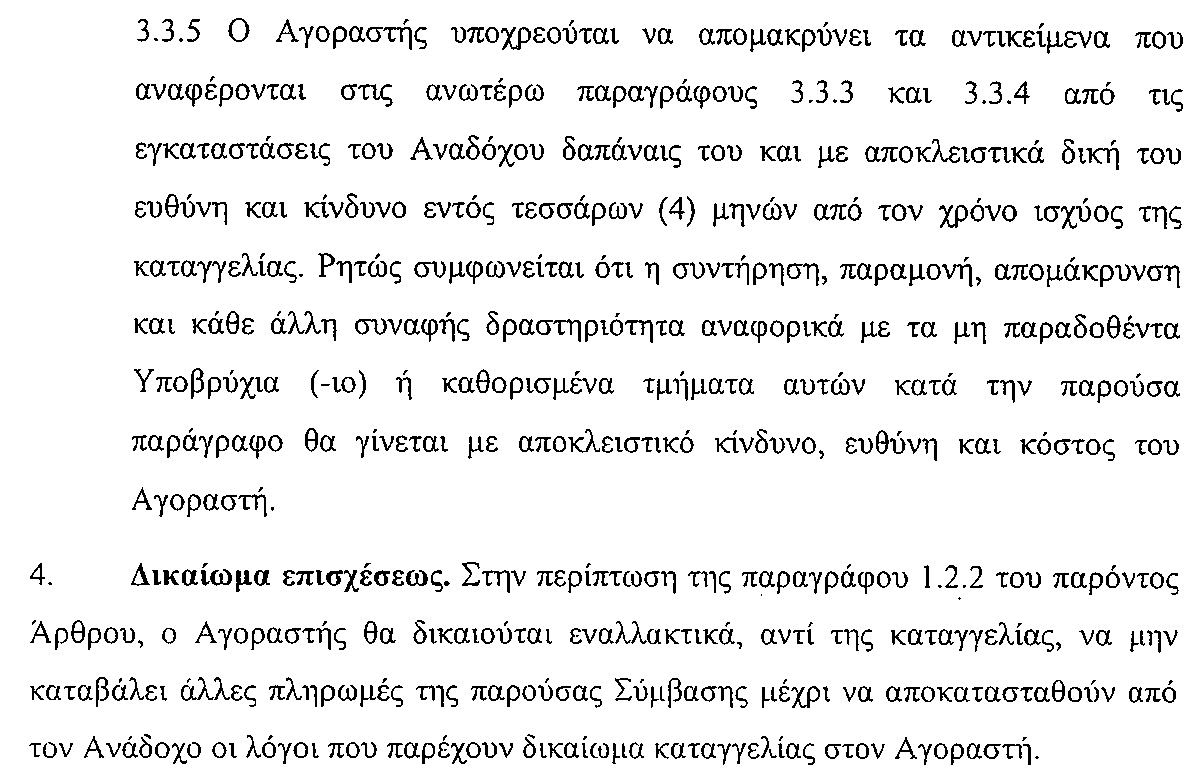 3.3.5 Ο Αγοραστής υποχρεούται να απομακρύνει τα αντικείμενα που
αναφέρονται στις ανωτέρω παραγράφους 3.3.3 και 3.3.4 από τις
εγκαταστάσεις του Αναδόχου δαπάναις του και με αποκλειστικά δική του
ευθύνη και κίνδυνο εντός τεσσάρων (4) μηνών από τον χρόνο ισχύος της
καταγγελίας. Ρητώς συμφωνείται ότι η συντήρηση, παραμονή, απομάκρυνση
και κάθε άλλη συναφής δραστηριότητα αναφορικά με τα μη παραδοθέντα
Υποβρύχια (-ιο) ή καθορισμένα τμήματα αυτών κατά την παρούσα
παράγραφο θα γίνεται με αποκλειστικό κίνδυνο, ευθύνη και κόστος του
Αγοραστή.
4. Δικαίωμα επισχέσεως. Στην περίπτωση της παραγράφου 1.2.2 του παρόντος
Άρθρου, ο Αγοραστής θα δικαιούται εναλλακτικά, αντί της καταγγελίας, να μην
καταβάλει άλλες πληρωμές της παρούσας Σύμβασης μέχρι να αποκατασταθούν από
τον Ανάδοχο οι λόγοι που παρέχουν δικαίωμα καταγγελίας στον Αγοραστή.